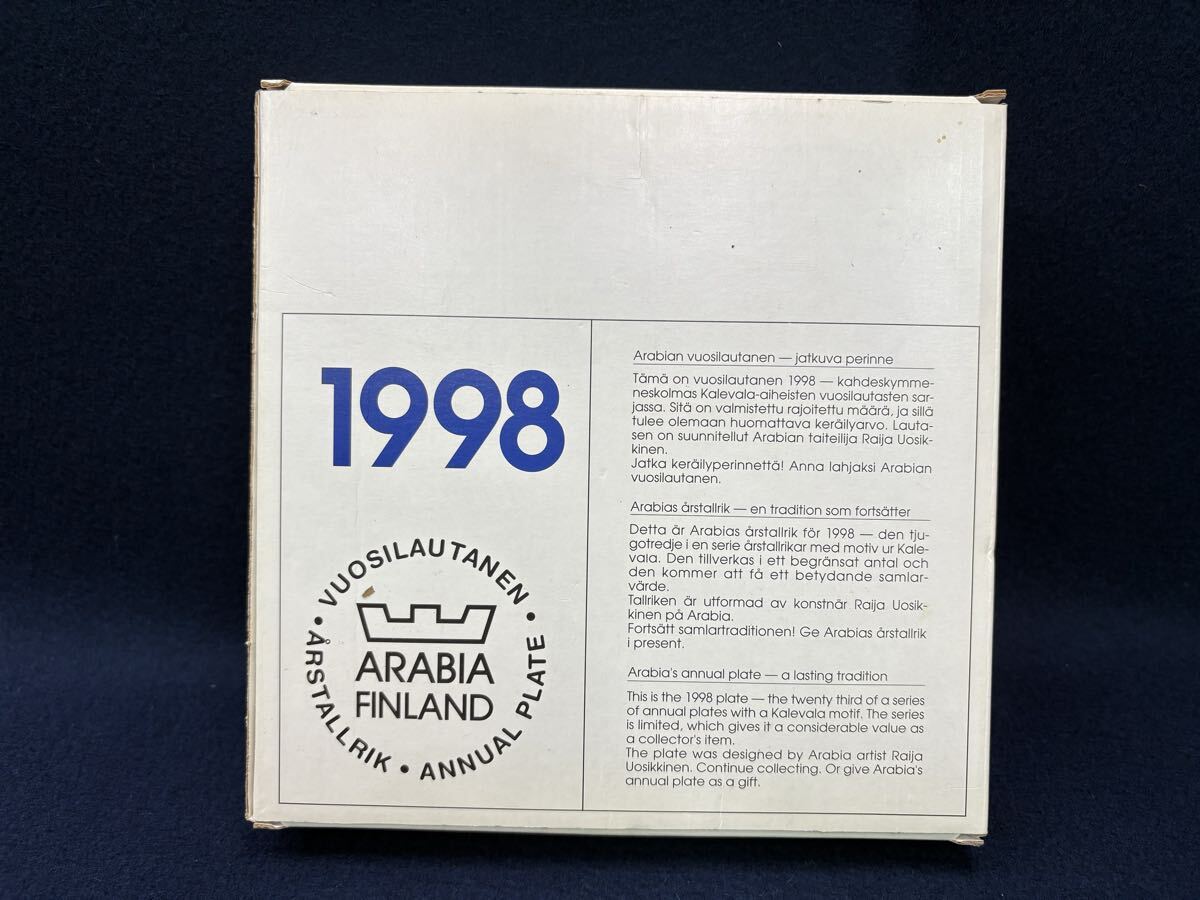 1998
VUOSILAUTANEN • ANNUAL PLATE • ÅRSTALLRIK •
ARABIA
FINLAND
Arabian vuosilautanen — jatkuva perinne
Tämä on vuosilautanen 1998 — kahdeskymme-
neskolmas Kalevala-aiheisten vuosilautasten sar-
jassa. Sitä on valmistettu rajoitettu määrä, ja sillä
tulee olemaan huomattava keräilyarvo. Lauta-
sen on suunnitellut Arabian taiteilija Raija Uosik-
kinen.
Jatka keräilyperinnettä! Anna lahjaksi Arabian
vuosilautanen.
Arabias årstallrik — en tradition som fortsätter
Detta är Arabias årstallrik för 1998 — den tju-
gotredje i en serie årstallrikar med motiv ur Kale-
vala. Den tillverkas i ett begränsat antal och
den kommer att få ett betydande samlar-
värde.
Tallriken är utformad av konstnär Raija Uosik-
kinen på Arabia.
Fortsätt samlartraditionen! Ge Arabias årstallrik
i present.
Arabia's annual plate — a lasting tradition
This is the 1998 plate — the twenty third of a series
of annual plates with a Kalevala motif. The series
is limited, which gives it a considerable value as
a collector's item.
The plate was designed by Arabia artist Raija
Uosikkinen. Continue collecting. Or give Arabia's
annual plate as a gift.